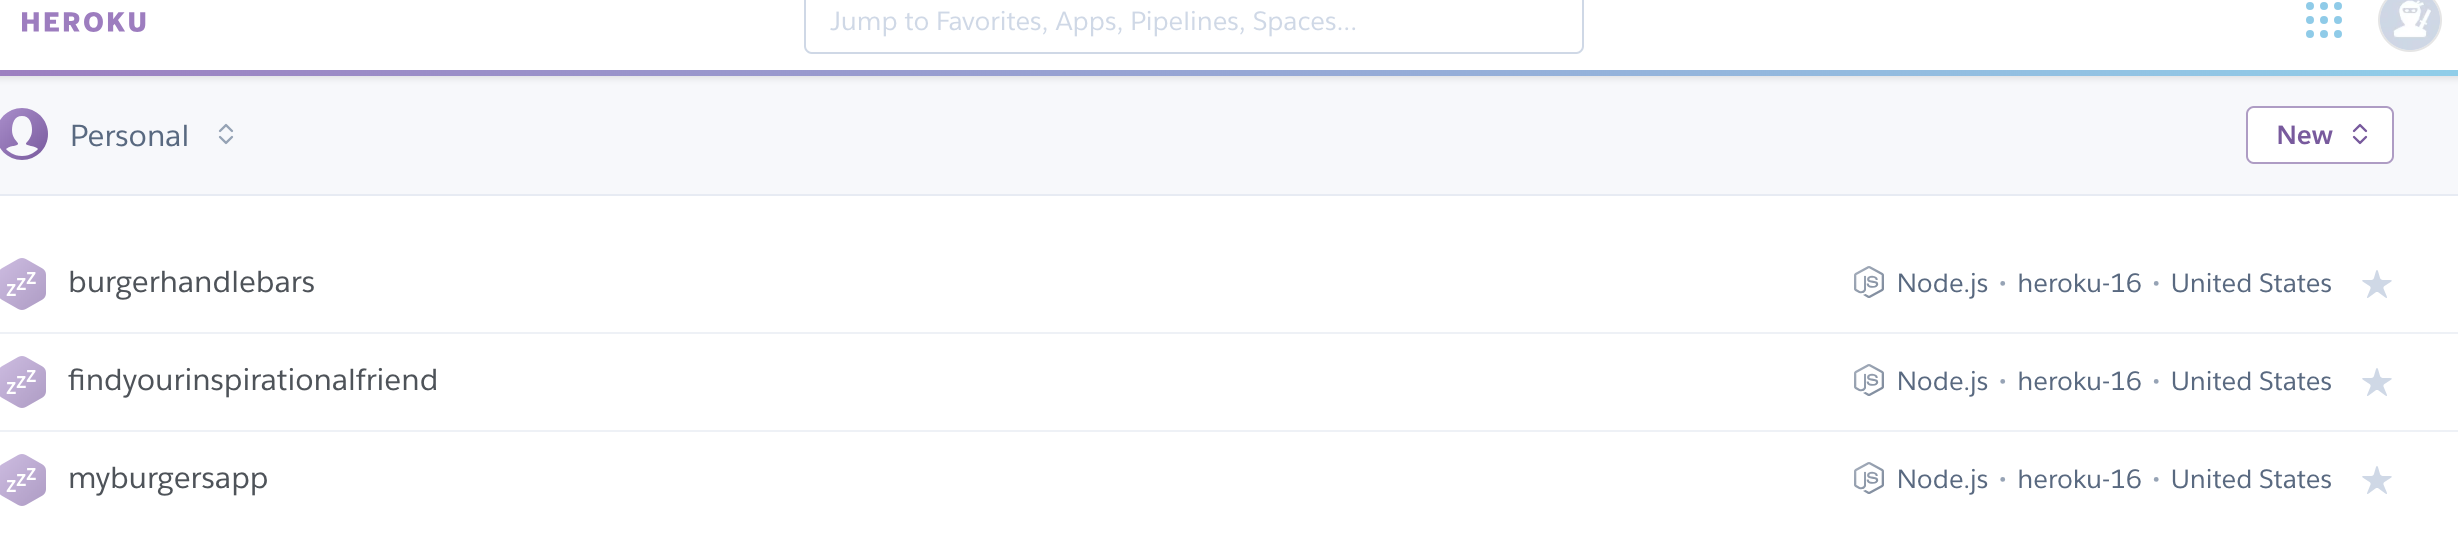 HEROKU
Jump to Favorites, Apps, Pipelines, Spaces...
Personal
New
zzz
burgerhandlebars
JS Node.js • heroku-16 • United States
zzz
findyourinspirationalfriend
JS Node.js • heroku-16 • United States
zzz
myburgersapp
JS Node.js • heroku-16 • United States